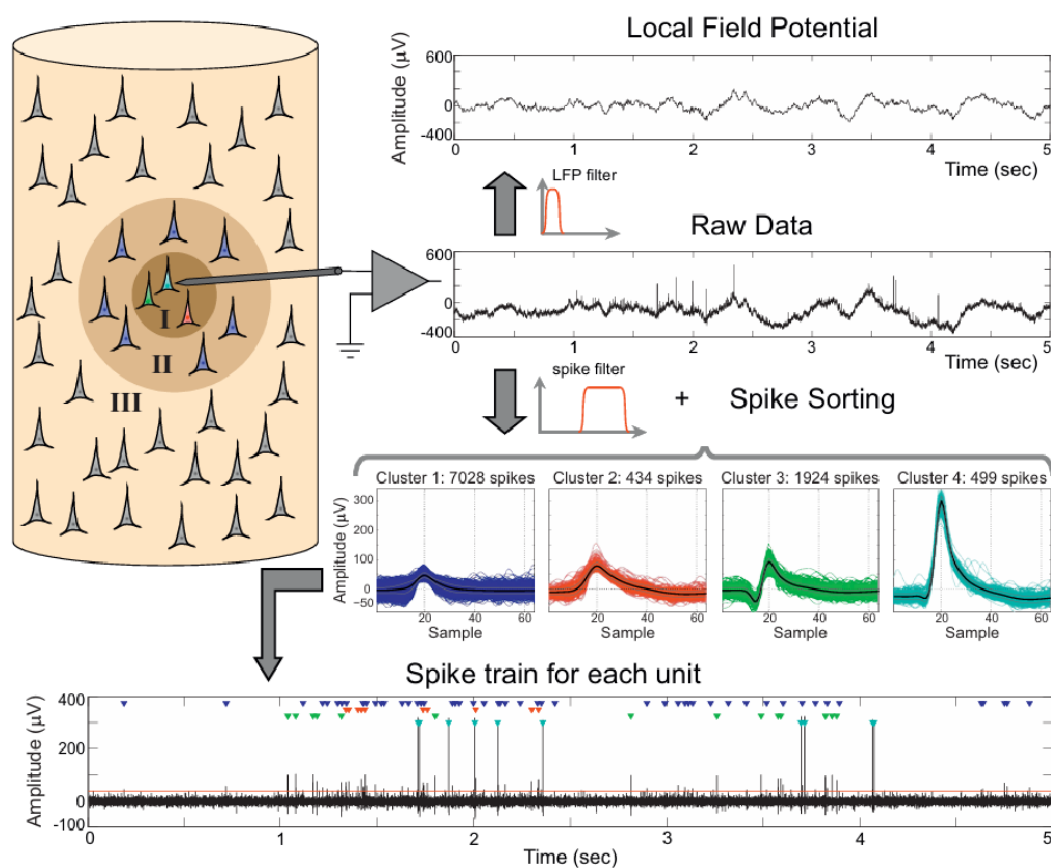 Local Field Potential
Amplitude (µV)
600
0
-400
0 1 2 3 4 5
Time (sec)
LFP filter
Raw Data
600
0
-400
0 1 2 3 4 5
Time (sec)
I
II
III
spike filter
+ Spike Sorting
Cluster 1: 7028 spikes Cluster 2: 434 spikes Cluster 3: 1924 spikes Cluster 4: 499 spikes
Amplitude (µV)
300
200
100
0
−50
20 40 60 20 40 60 20 40 60 20 40 60
Sample Sample Sample Sample
Spike train for each unit
Amplitude (µV)
400
200
0
-100
0 1 2 3 4 5
Time (sec)